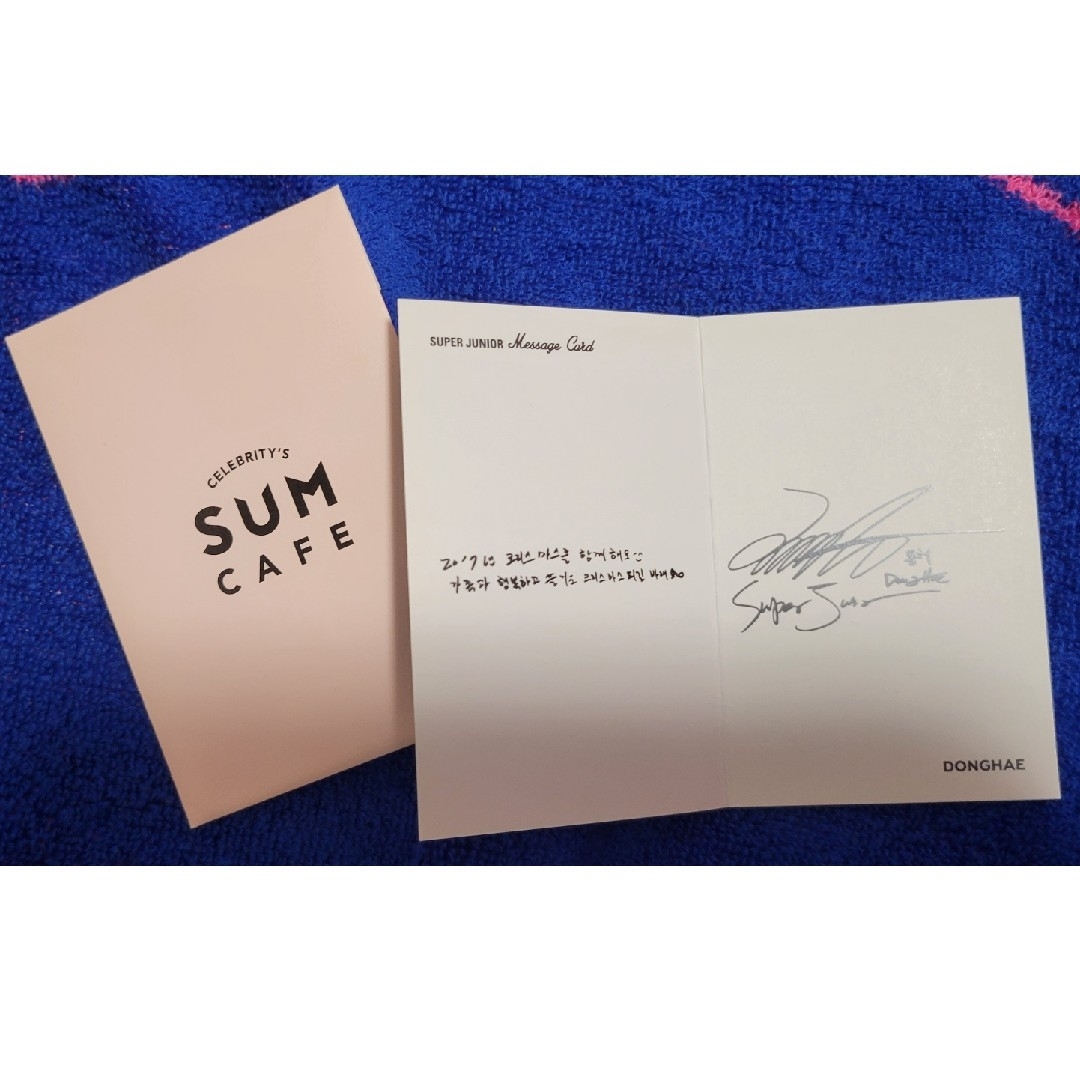 CELEBRITY'S
SUM
CAFE
SUPER JUNIOR Message Card
2017년 크리스마스를 함께해요
가족과 행복하고 즐거운 크리스마스 되길 바래요
동해
Donghae
Super Junior
DONGHAE